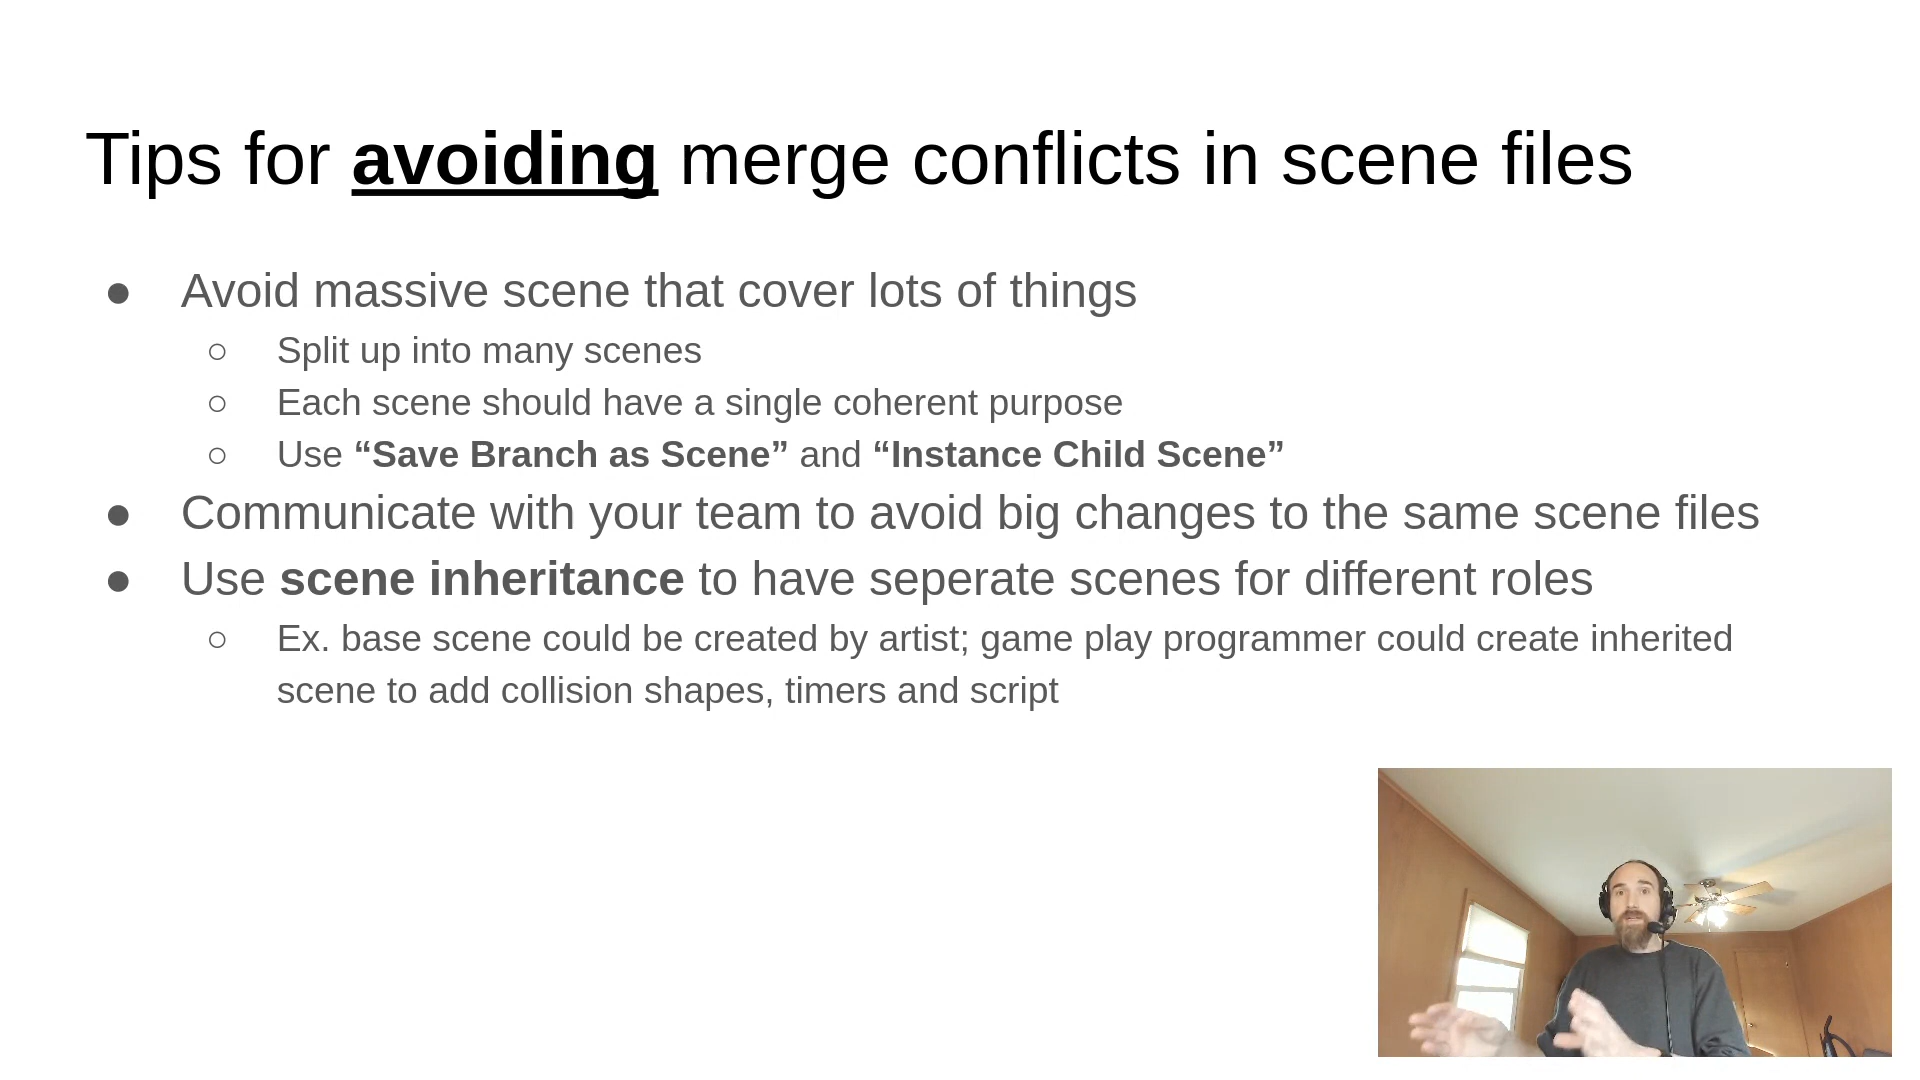 Tips for avoiding merge conflicts in scene files
● Avoid massive scene that cover lots of things
○ Split up into many scenes
○ Each scene should have a single coherent purpose
○ Use “Save Branch as Scene” and “Instance Child Scene”
● Communicate with your team to avoid big changes to the same scene files
● Use scene inheritance to have seperate scenes for different roles
○ Ex. base scene could be created by artist; game play programmer could create inherited
scene to add collision shapes, timers and script